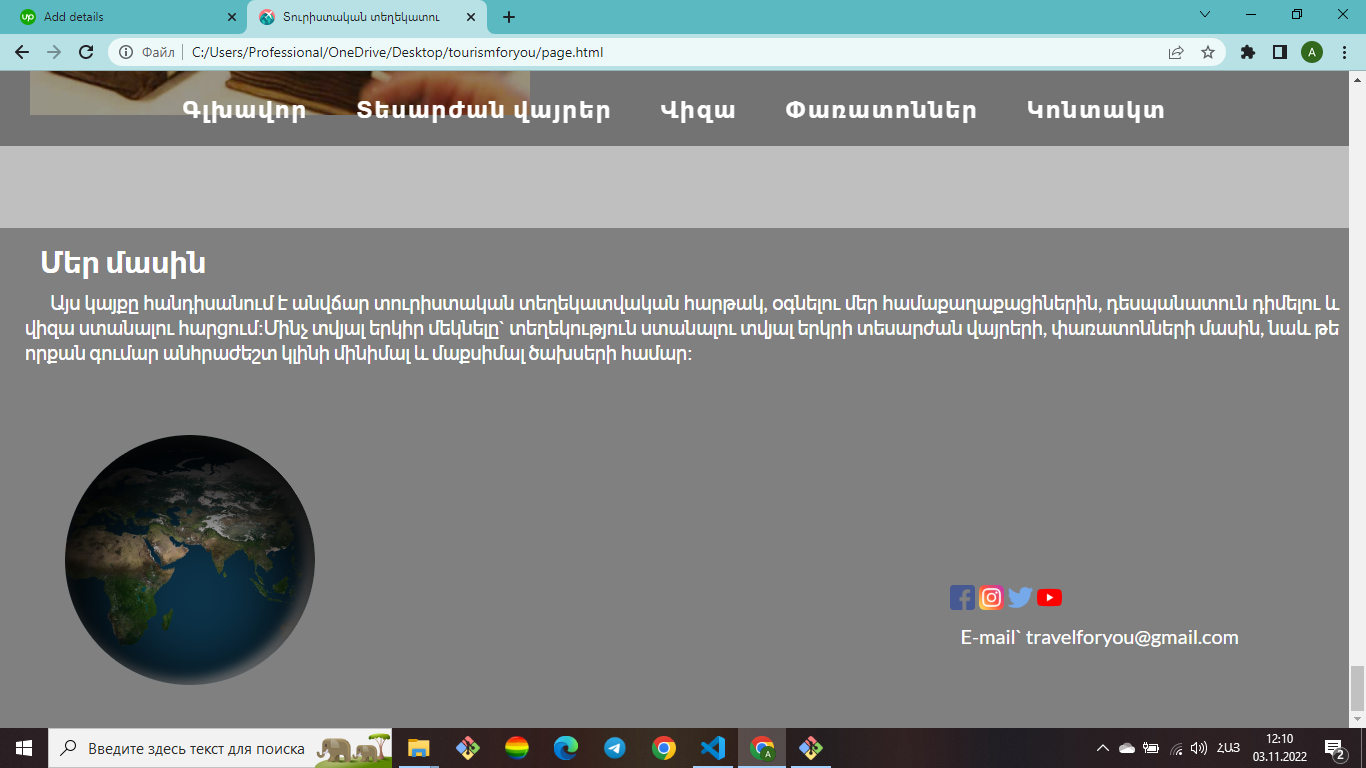 up Add details
Տուրիստական տեղեկատու
Файл
C:/Users/Professional/OneDrive/Desktop/tourismforyou/page.html
A
Գլխավոր Տեսարժան վայրեր Վիզա Փառատոններ Կոնտակտ
Մեր մասին
Այս կայքը հանդիսանում է անվճար տուրիստական տեղեկատվական հարթակ, օգնելու մեր համաքաղաքացիներին, դեսպանատուն դիմելու և
վիզա ստանալու հարցում:Մինչ տվյալ երկիր մեկնելը` տեղեկություն ստանալու տվյալ երկրի տեսարժան վայրերի, փառատոնների մասին, նաև թե
որքան գումար անհրաժեշտ կլինի մինիմալ և մաքսիմալ ծախսերի համար:
E-mail` travelforyou@gmail.com
Введите здесь текст для поиска
A
ՀԱՅ
12:10
03.11.2022
2